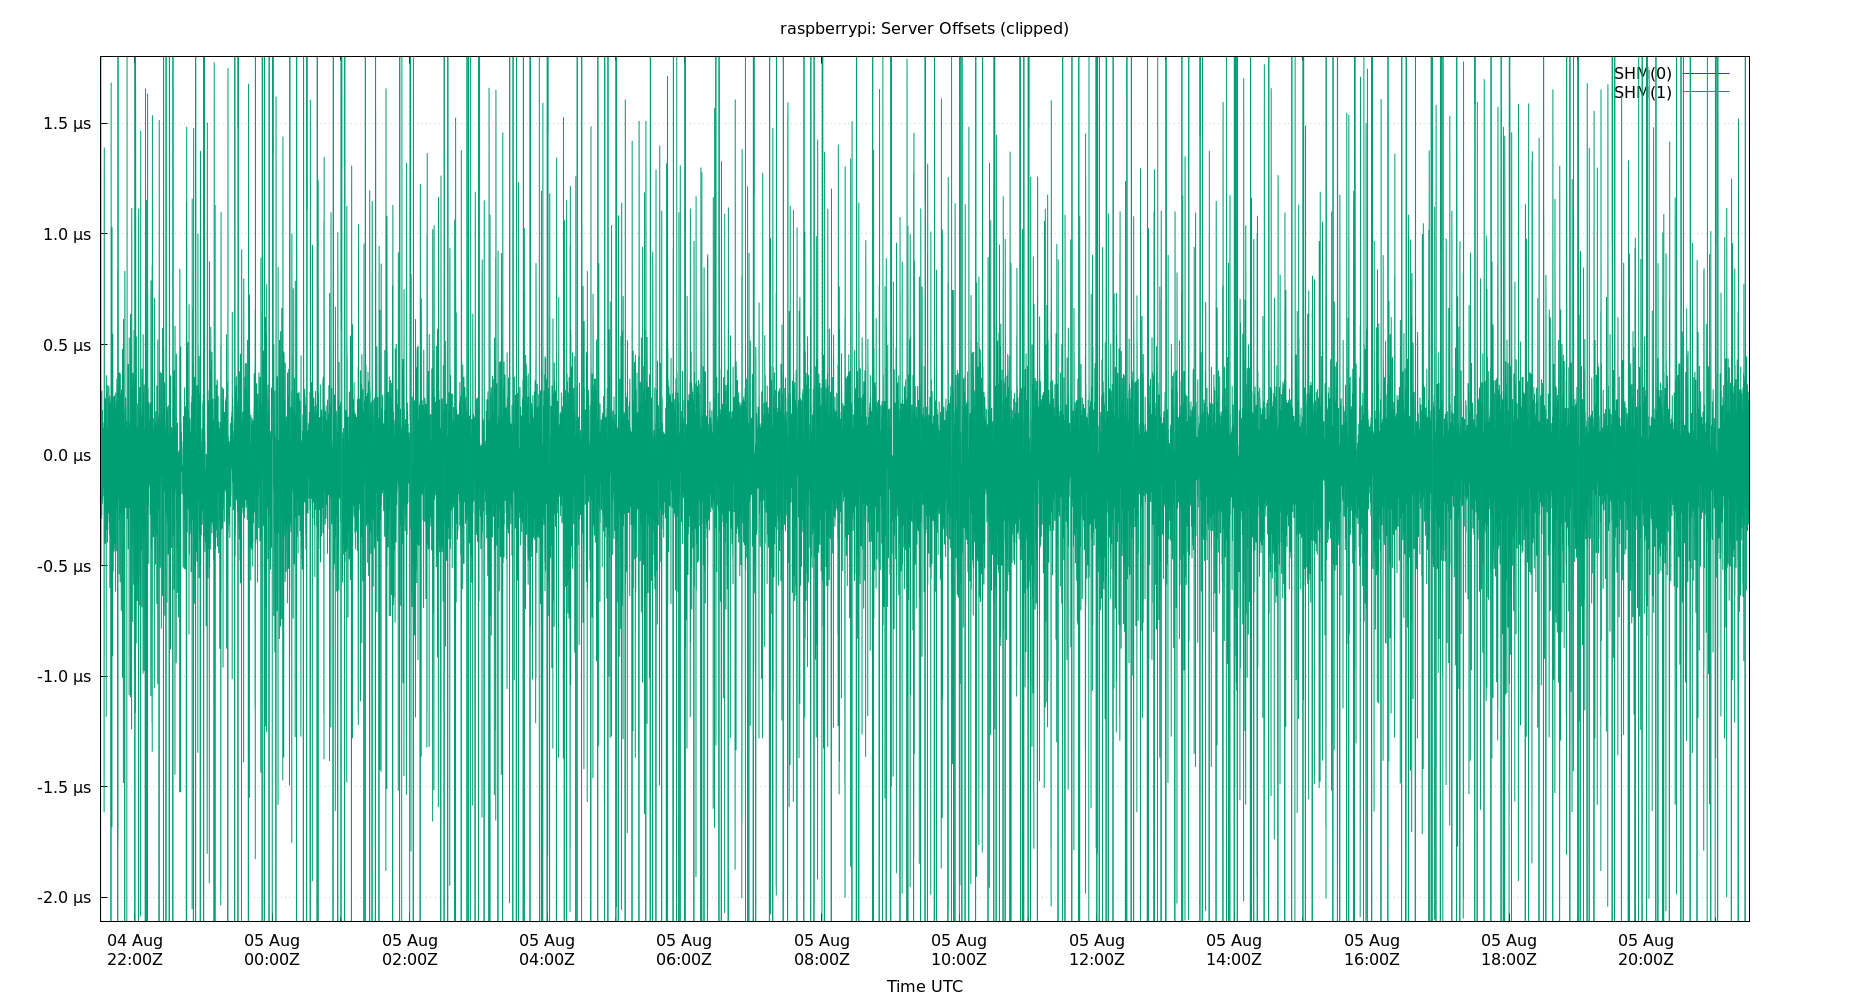 raspberrypi: Server Offsets (clipped)
SHM(0)
SHM(1)
1.5 µs
1.0 µs
0.5 µs
0.0 µs
-0.5 µs
-1.0 µs
-1.5 µs
-2.0 µs
04 Aug 05 Aug 05 Aug 05 Aug 05 Aug 05 Aug 05 Aug 05 Aug 05 Aug 05 Aug 05 Aug 05 Aug
22:00Z 00:00Z 02:00Z 04:00Z 06:00Z 08:00Z 10:00Z 12:00Z 14:00Z 16:00Z 18:00Z 20:00Z
Time UTC